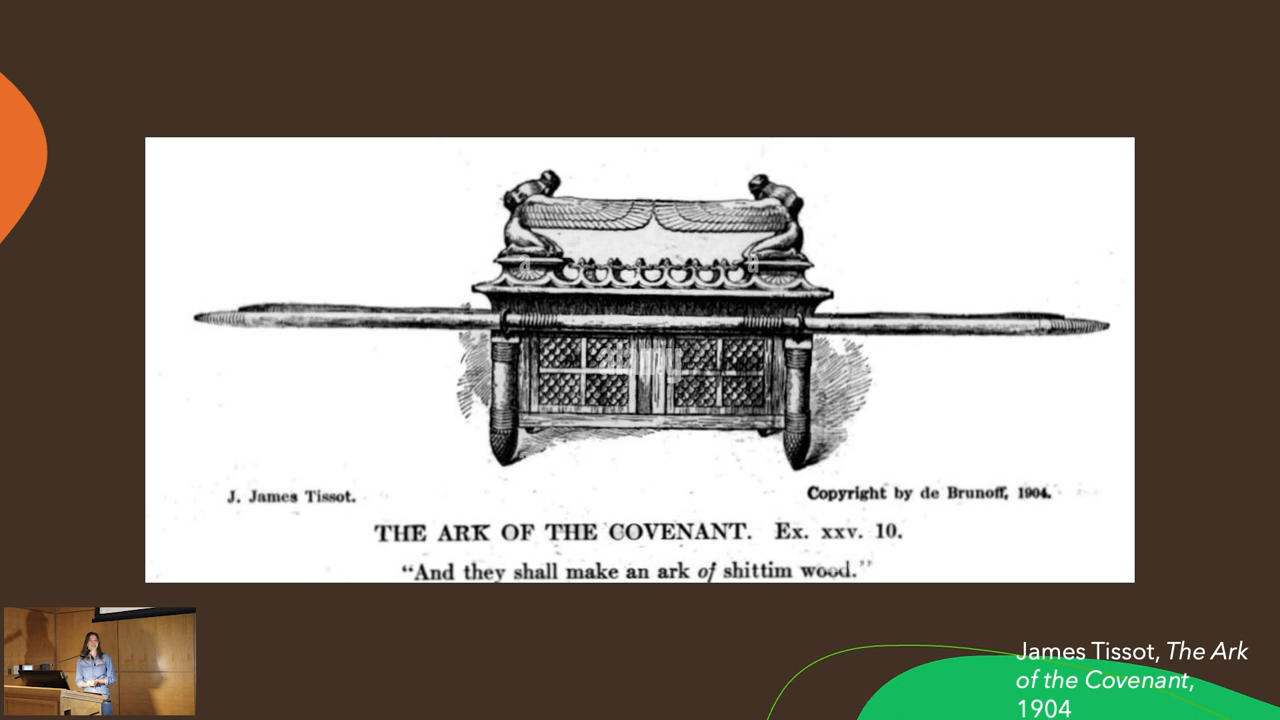 J. James Tissot.
Copyright by de Brunoff, 1904.
THE ARK OF THE COVENANT. Ex. xxv. 10.
“And they shall make an ark of shittim wood.”
James Tissot, The Ark
of the Covenant,
1904